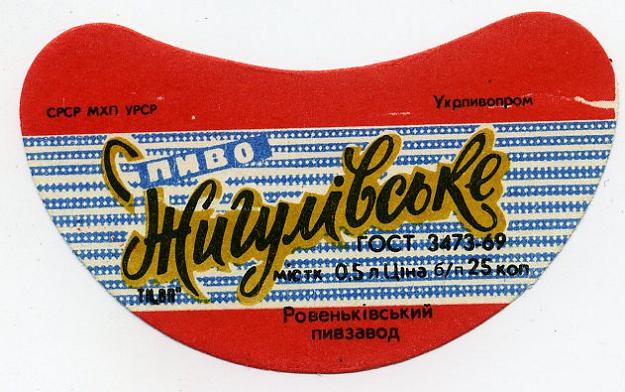 СРСР МХП УРСР
Укрпивопром
ПИВО
Жигулівське
ГОСТ 3473-69
містк. 0.5 л Ціна б/п 25 коп
Ровеньківський
пивзавод